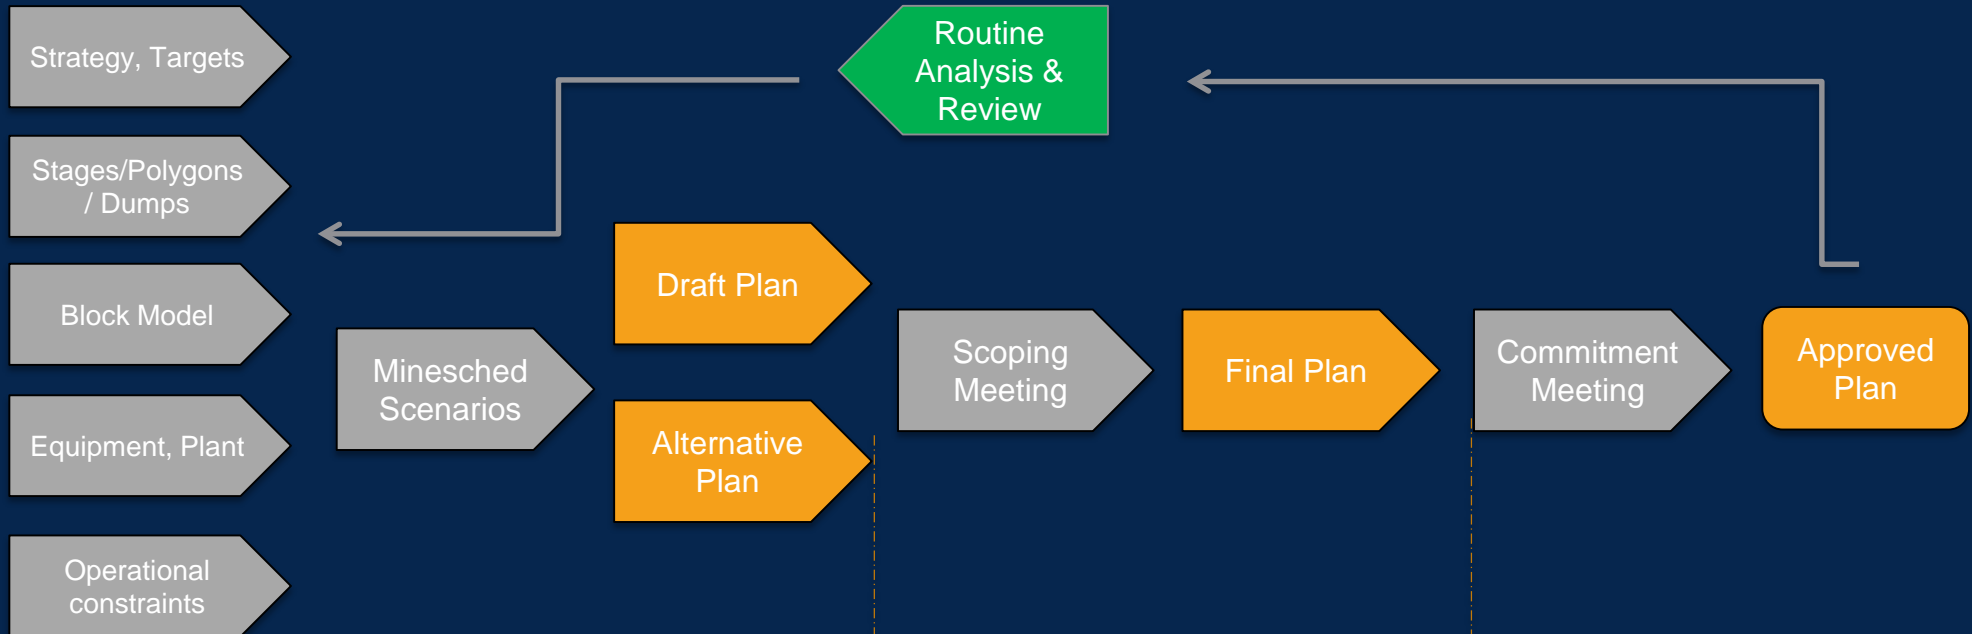 Strategy, Targets
Stages/Polygons
/ Dumps
Block Model
Equipment, Plant
Operational
constraints
Minesched
Scenarios
Draft Plan
Alternative
Plan
Scoping
Meeting
Final Plan
Commitment
Meeting
Approved
Plan
Routine
Analysis &
Review